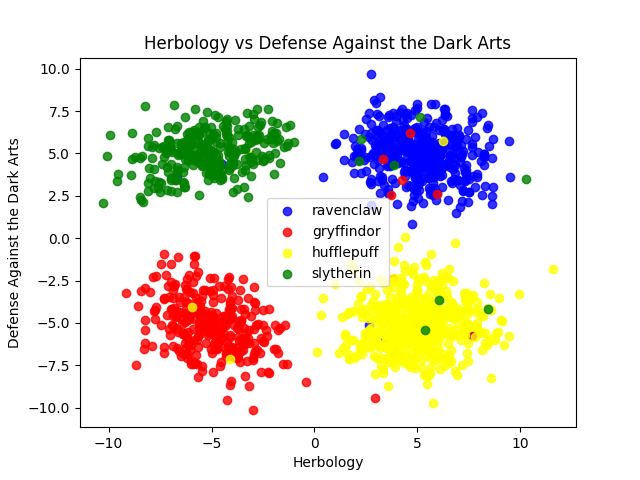 Herbology vs Defense Against the Dark Arts
10.0
7.5
5.0
2.5
0.0
−2.5
−5.0
−7.5
−10.0
Defense Against the Dark Arts
ravenclaw
gryffindor
hufflepuff
slytherin
−10 −5 0 5 10
Herbology